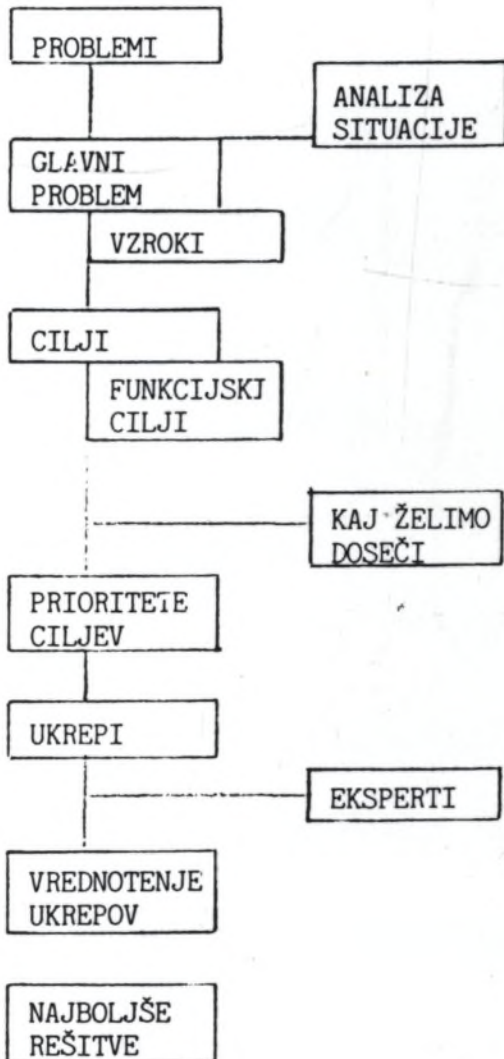 PROBLEMI
ANALIZA
SITUACIJE
GLAVNI
PROBLEM
VZROKI
CILJI
FUNKCIJSKI
CILJI
KAJ ŽELIMO
DOSEČI
PRIORITETE
CILJEV
UKREPI
EKSPERTI
VREDNOTENJE
UKREPOV
NAJBOLJŠE
REŠITVE